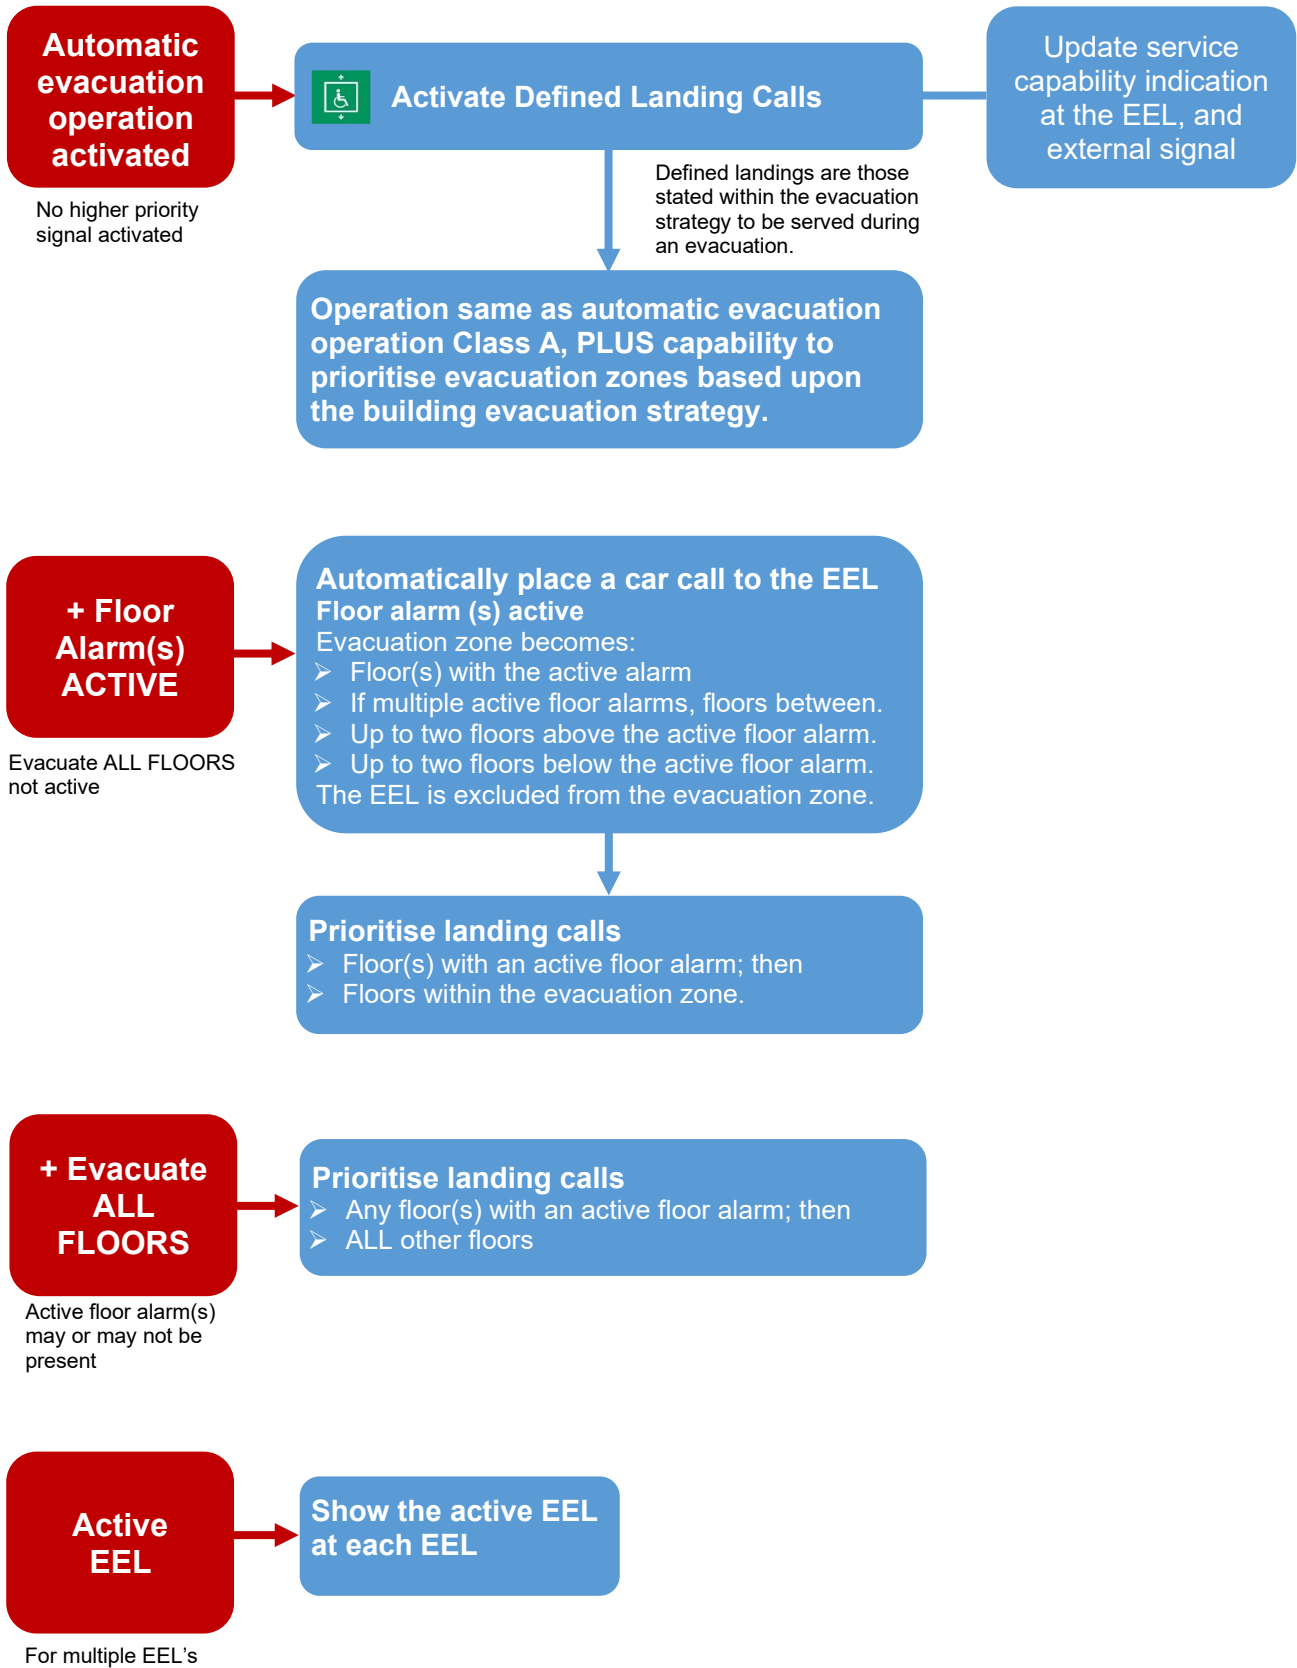 Automatic
evacuation
operation
activated
No higher priority
signal activated
Activate Defined Landing Calls
Update service
capability indication
at the EEL, and
external signal
Defined landings are those
stated within the evacuation
strategy to be served during
an evacuation.
Operation same as automatic evacuation
operation Class A, PLUS capability to
prioritise evacuation zones based upon
the building evacuation strategy.
+ Floor
Alarm(s)
ACTIVE
Evacuate ALL FLOORS
not active
Automatically place a car call to the EEL
Floor alarm (s) active
Evacuation zone becomes:
➢ Floor(s) with the active alarm
➢ If multiple active floor alarms, floors between.
➢ Up to two floors above the active floor alarm.
➢ Up to two floors below the active floor alarm.
The EEL is excluded from the evacuation zone.
Prioritise landing calls
➢ Floor(s) with an active floor alarm; then
➢ Floors within the evacuation zone.
+ Evacuate
ALL
FLOORS
Active floor alarm(s)
may or may not be
present
Prioritise landing calls
➢ Any floor(s) with an active floor alarm; then
➢ ALL other floors
Active
EEL
For multiple EEL’s
Show the active EEL
at each EEL